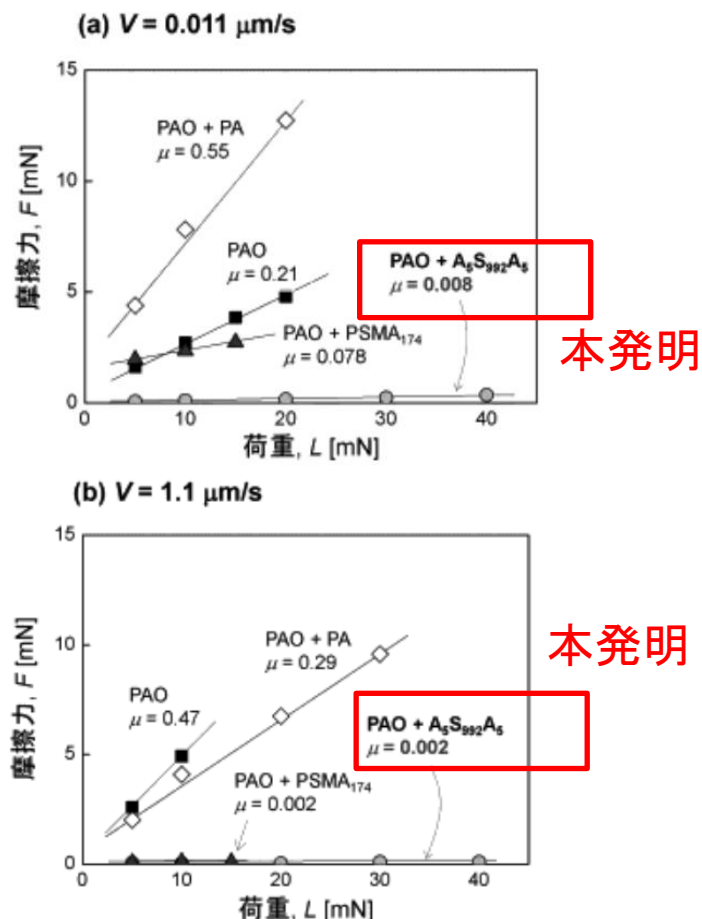 (a) V = 0.011 μm/s
15
10
5
0
摩擦力, F [mN]
PAO + PA
μ = 0.55
PAO
μ = 0.21
PAO + PSMA₁₇₄
μ = 0.078
PAO + A₅S₉₉₂A₅
μ = 0.008
本発明
0 10 20 30 40
荷重, L [mN]
(b) V = 1.1 μm/s
15
10
5
0
摩擦力, F [mN]
PAO + PA
μ = 0.29
PAO
μ = 0.47
PAO + PSMA₁₇₄
μ = 0.002
本発明
PAO + A₅S₉₉₂A₅
μ = 0.002
0 10 20 30 40
荷重, L [mN]